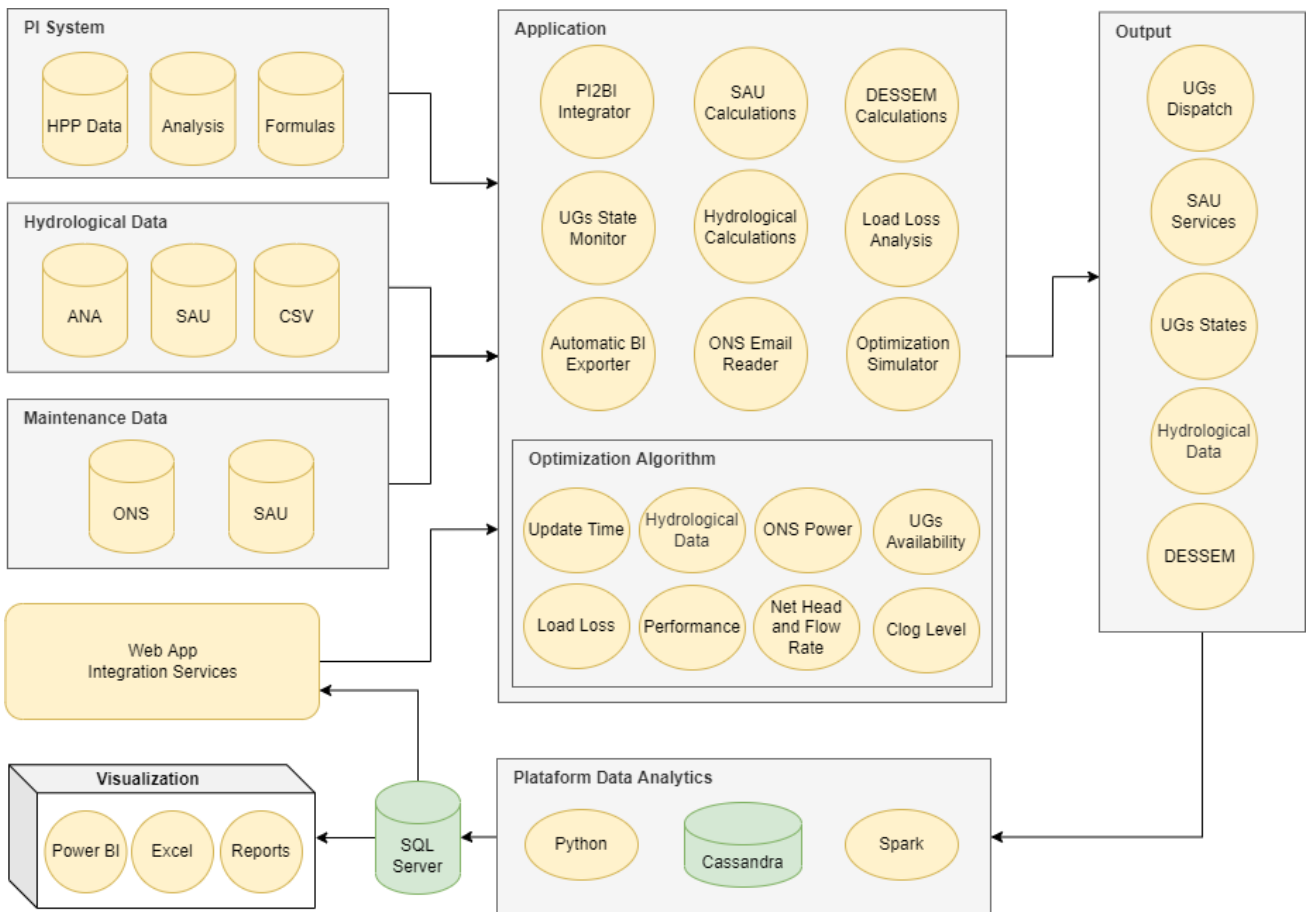 PI System
HPP Data
Analysis
Formulas
Hydrological Data
ANA
SAU
CSV
Maintenance Data
ONS
SAU
Web App
Integration Services
Visualization
Power BI
Excel
Reports
SQL
Server
Application
PI2BI
Integrator
SAU
Calculations
DESSEM
Calculations
UGs State
Monitor
Hydrological
Calculations
Load Loss
Analysis
Automatic BI
Exporter
ONS Email
Reader
Optimization
Simulator
Optimization Algorithm
Update Time
Hydrological
Data
ONS Power
UGs
Availability
Load Loss
Performance
Net Head
and Flow
Rate
Clog Level
Plataform Data Analytics
Python
Cassandra
Spark
Output
UGs
Dispatch
SAU
Services
UGs States
Hydrological
Data
DESSEM